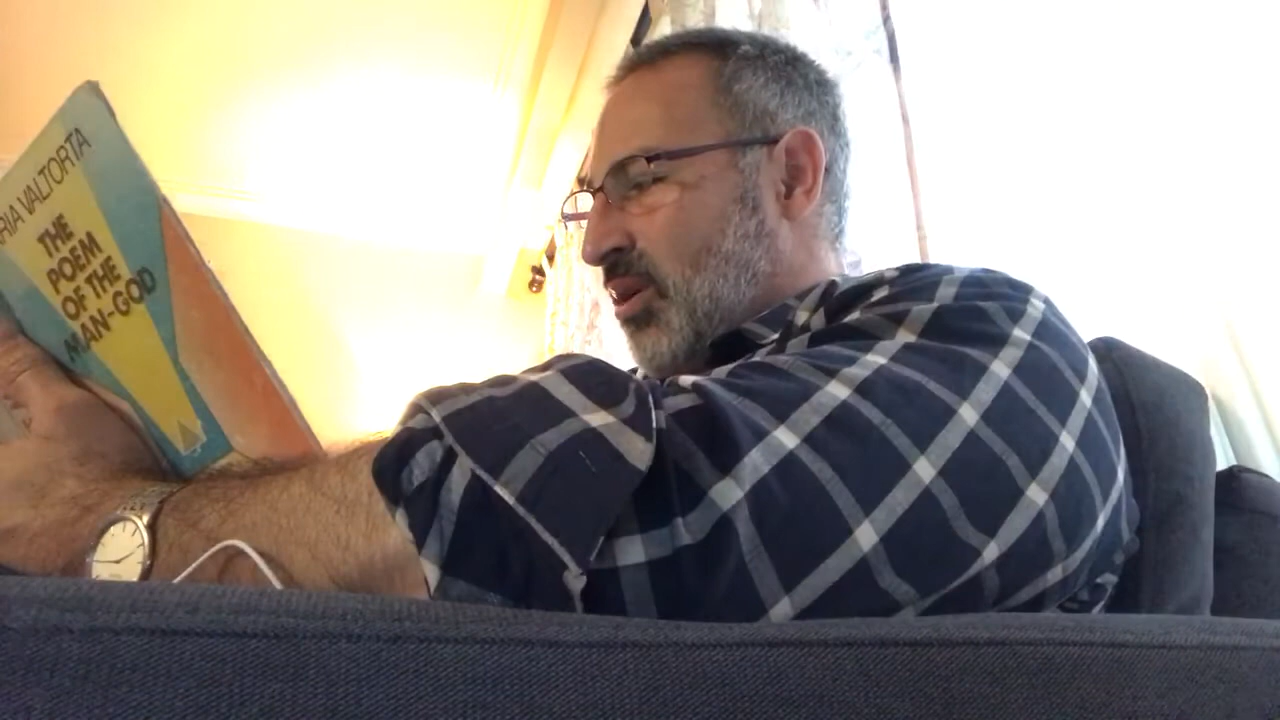 RIA VALTORTA
THE
POEM
OF THE
MAN-GOD